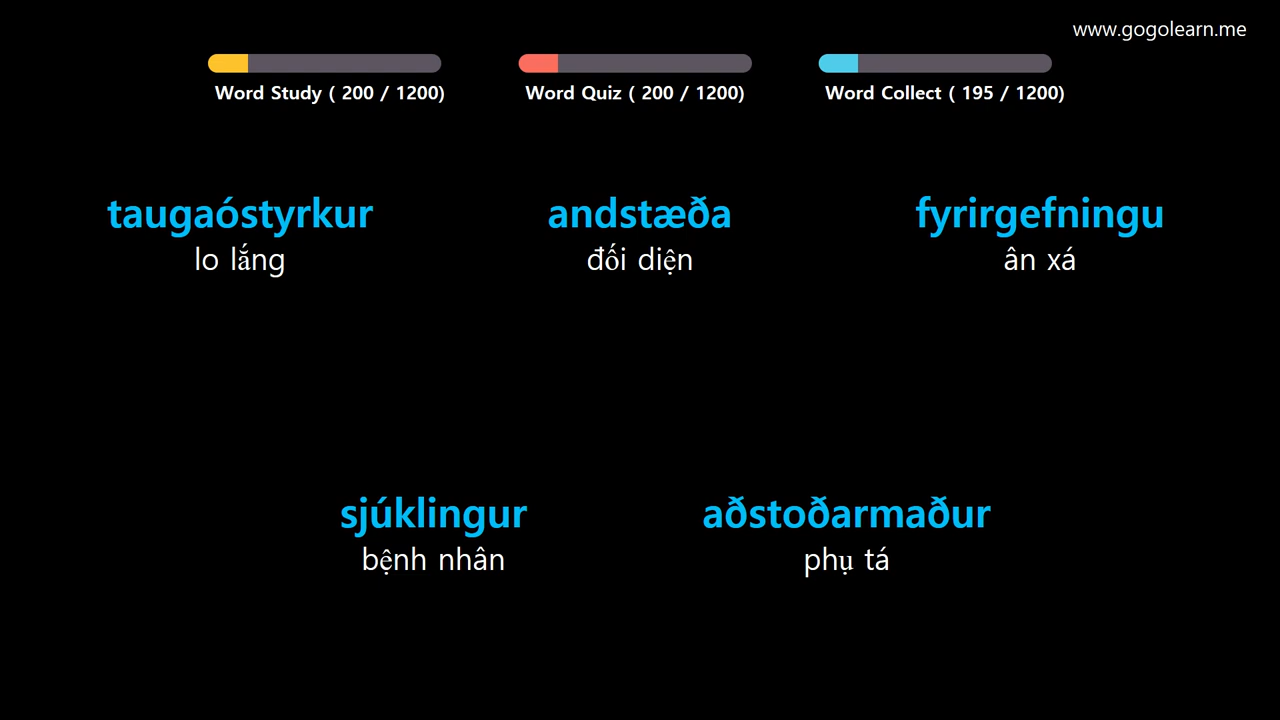 www.gogolearn.me
Word Study ( 200 / 1200)
Word Quiz ( 200 / 1200)
Word Collect ( 195 / 1200)
taugaóstyrkur
lo lắng
andstæða
đối diện
fyrirgefningu
ân xá
sjúklingur
bệnh nhân
aðstoðarmaður
phụ tá